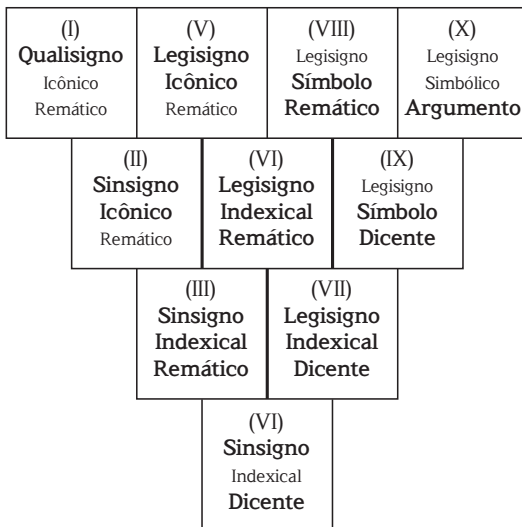 (I)
Qualisigno
Icônico
Remático
(V)
Legisigno
Icônico
Remático
(VIII)
Legisigno
Símbolo
Remático
(X)
Legisigno
Simbólico
Argumento
(II)
Sinsigno
Icônico
Remático
(VI)
Legisigno
Indexical
Remático
(IX)
Legisigno
Símbolo
Dicente
(III)
Sinsigno
Indexical
Remático
(VII)
Legisigno
Indexical
Dicente
(VI)
Sinsigno
Indexical
Dicente